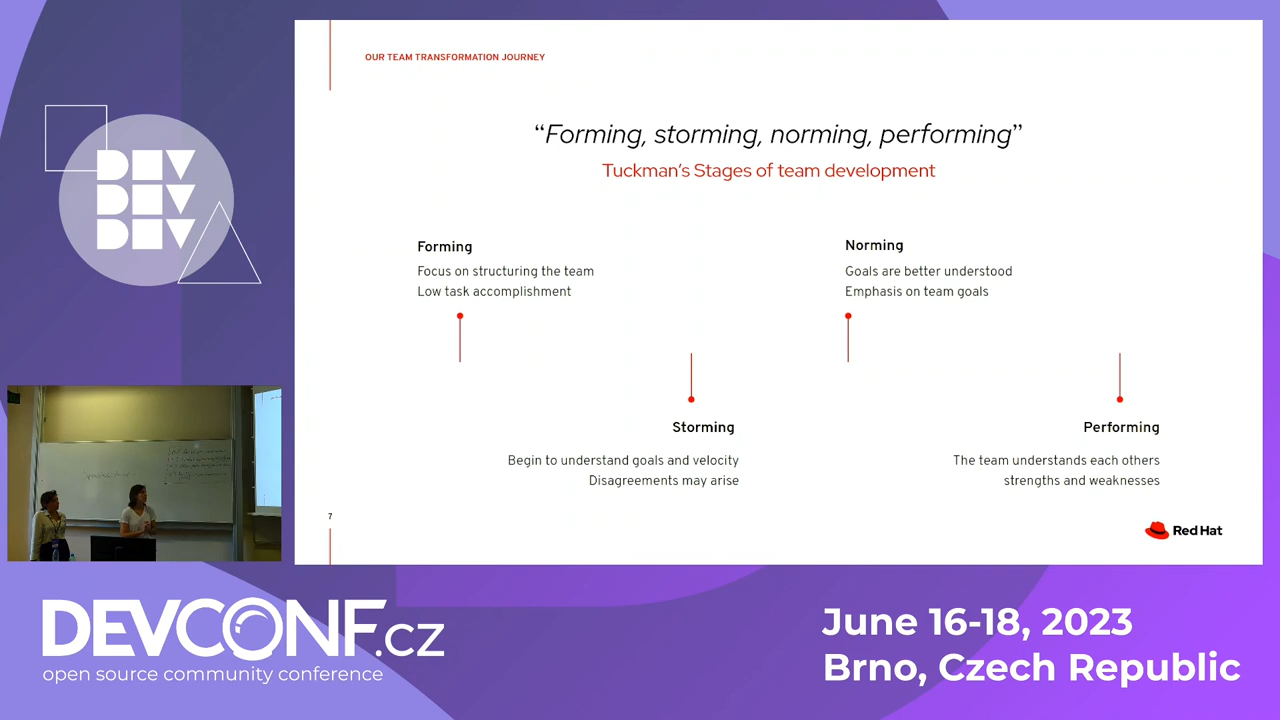 OUR TEAM TRANSFORMATION JOURNEY
“Forming, storming, norming, performing”
Tuckman’s Stages of team development
Forming
Focus on structuring the team
Low task accomplishment
Norming
Goals are better understood
Emphasis on team goals
Storming
Begin to understand goals and velocity
Disagreements may arise
Performing
The team understands each others
strengths and weaknesses
7
Red Hat
DEV
DEV
DEV
DEVCONF.cz
open source community conference
June 16-18, 2023
Brno, Czech Republic